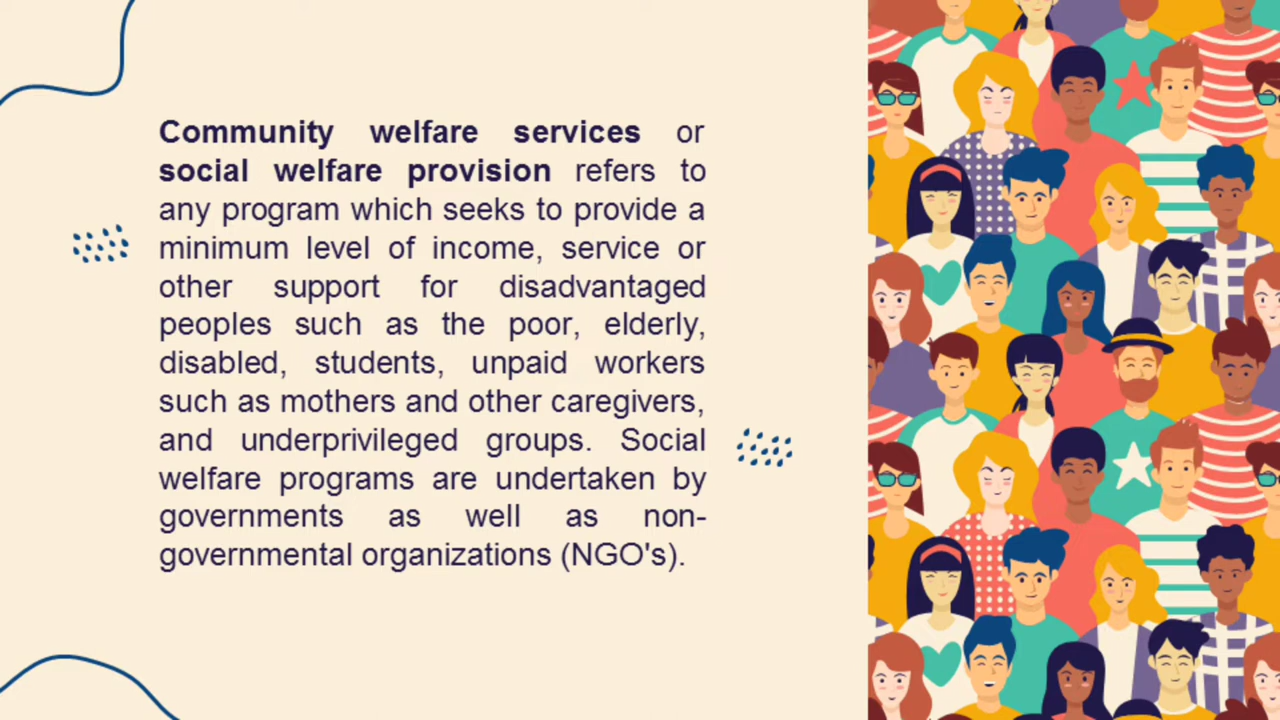 Community welfare services or
social welfare provision refers to
any program which seeks to provide a
minimum level of income, service or
other support for disadvantaged
peoples such as the poor, elderly,
disabled, students, unpaid workers
such as mothers and other caregivers,
and underprivileged groups. Social
welfare programs are undertaken by
governments as well as non-
governmental organizations (NGO's).